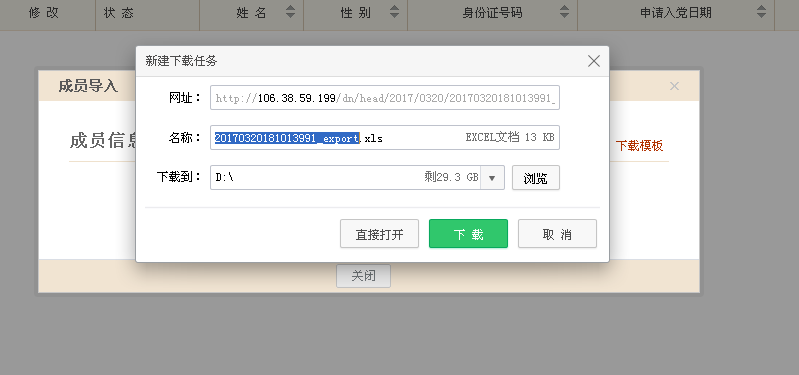 修 改 状 态 姓 名 性 别 身份证号码 申请入党日期
新建下载任务
成员导入
网址： http://106.38.59.199/dn/head/2017/0320/20170320181013991_
名称： 20170320181013991_export.xls EXCEL文档 13 KB
成员信息 下载模板
下载到： D:\ 剩29.3 GB 浏览
直接打开 下 载 取 消
关闭